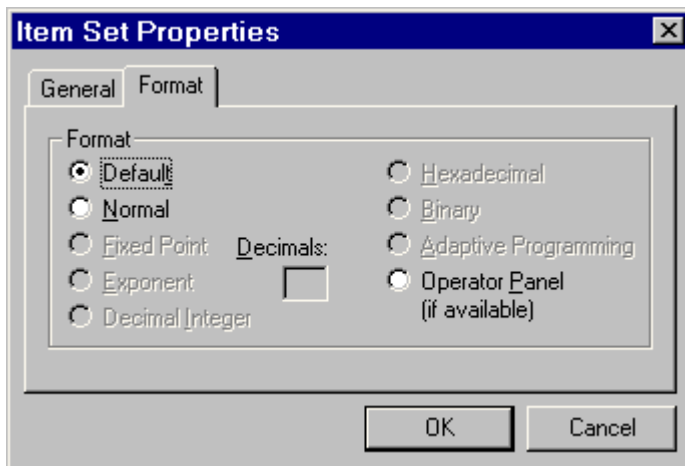 Item Set Properties
General
Format
Format
Default
Normal
Fixed Point
Decimals:
Exponent
Decimal Integer
Hexadecimal
Binary
Adaptive Programming
Operator Panel
(if available)
OK
Cancel